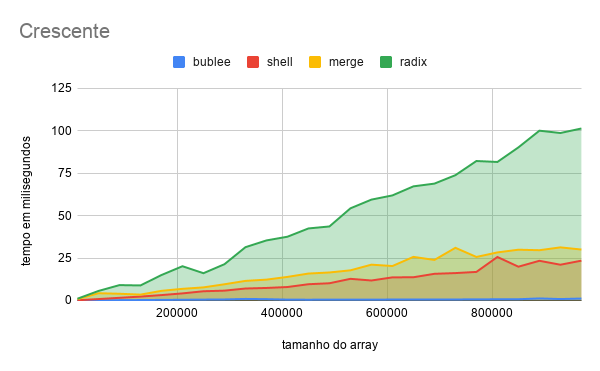 Crescente
bublee shell merge radix
125
100
75
50
25
0
200000 400000 600000 800000
tempo em milisegundos
tamanho do array